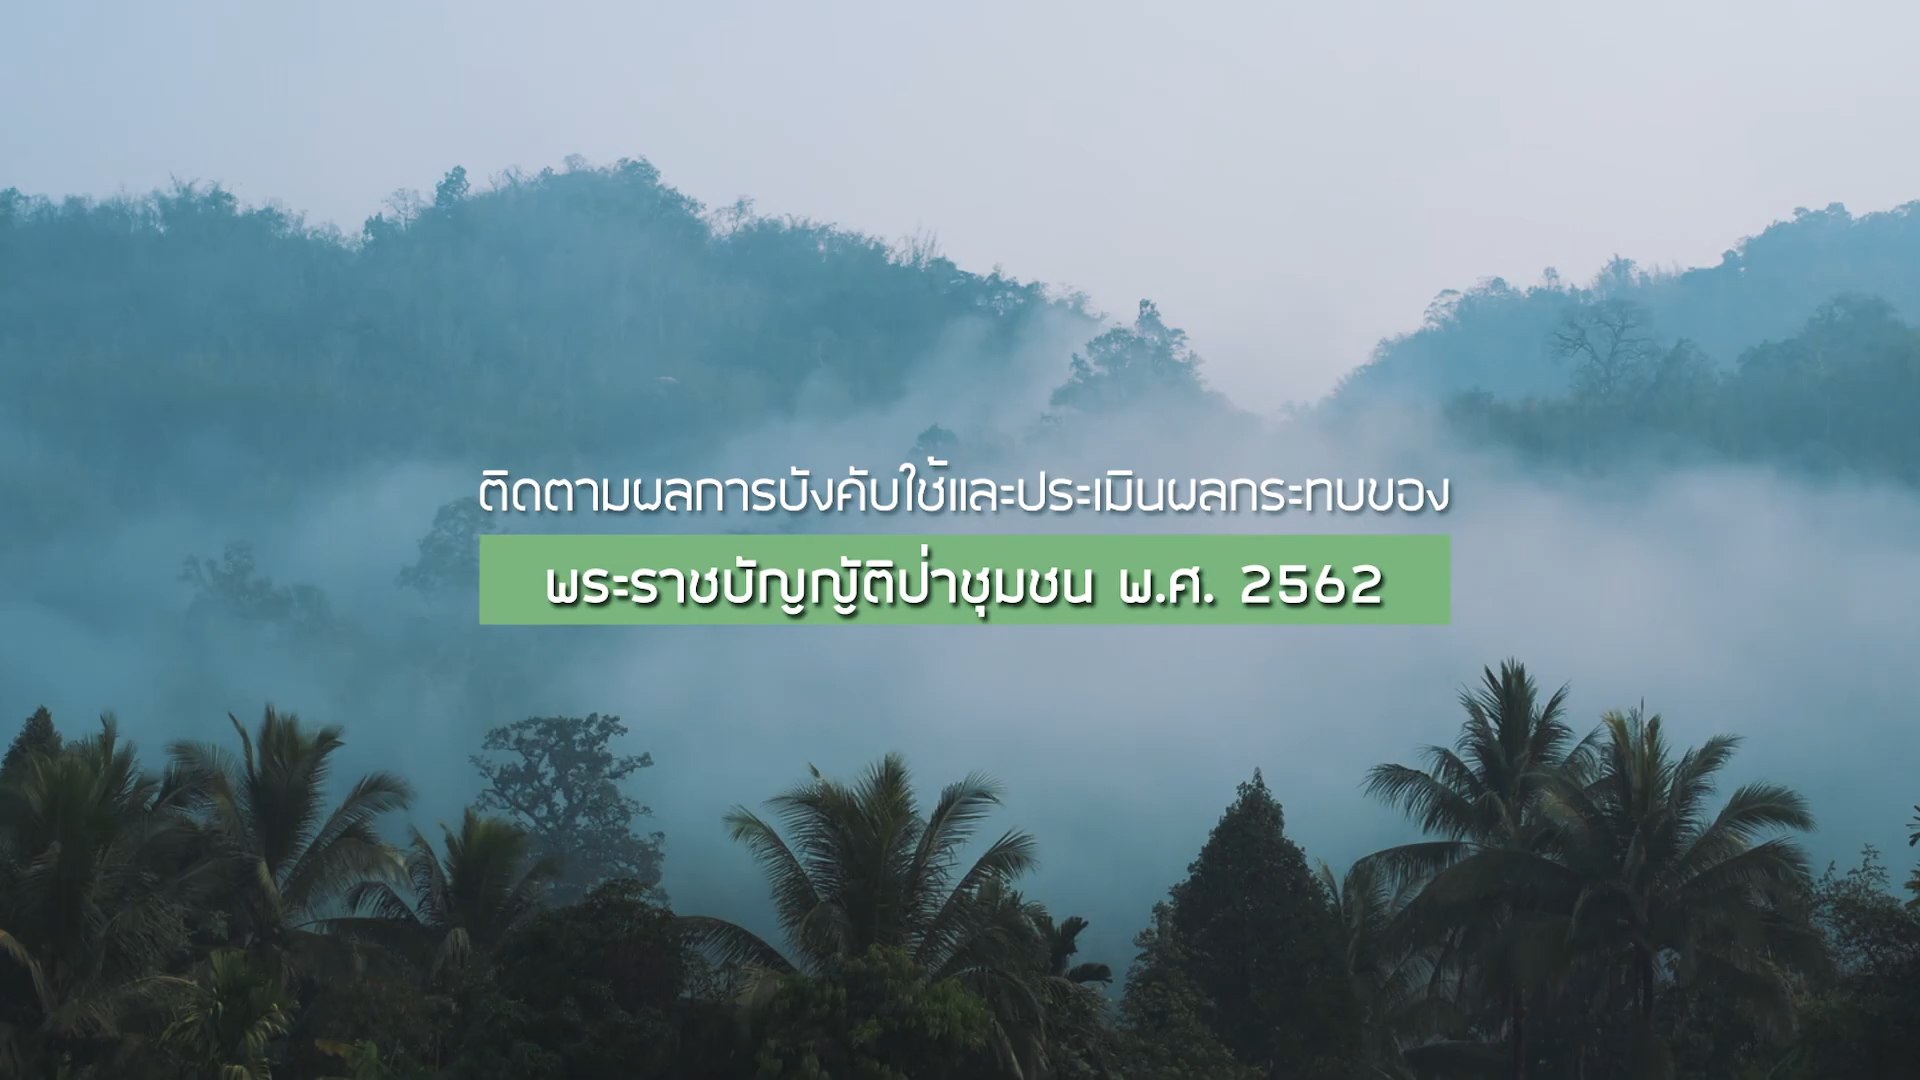 ติดตามผลการบังคับใช้และประเมินผลกระทบของ
พระราชบัญญัติป่าชุมชน พ.ศ. 2562